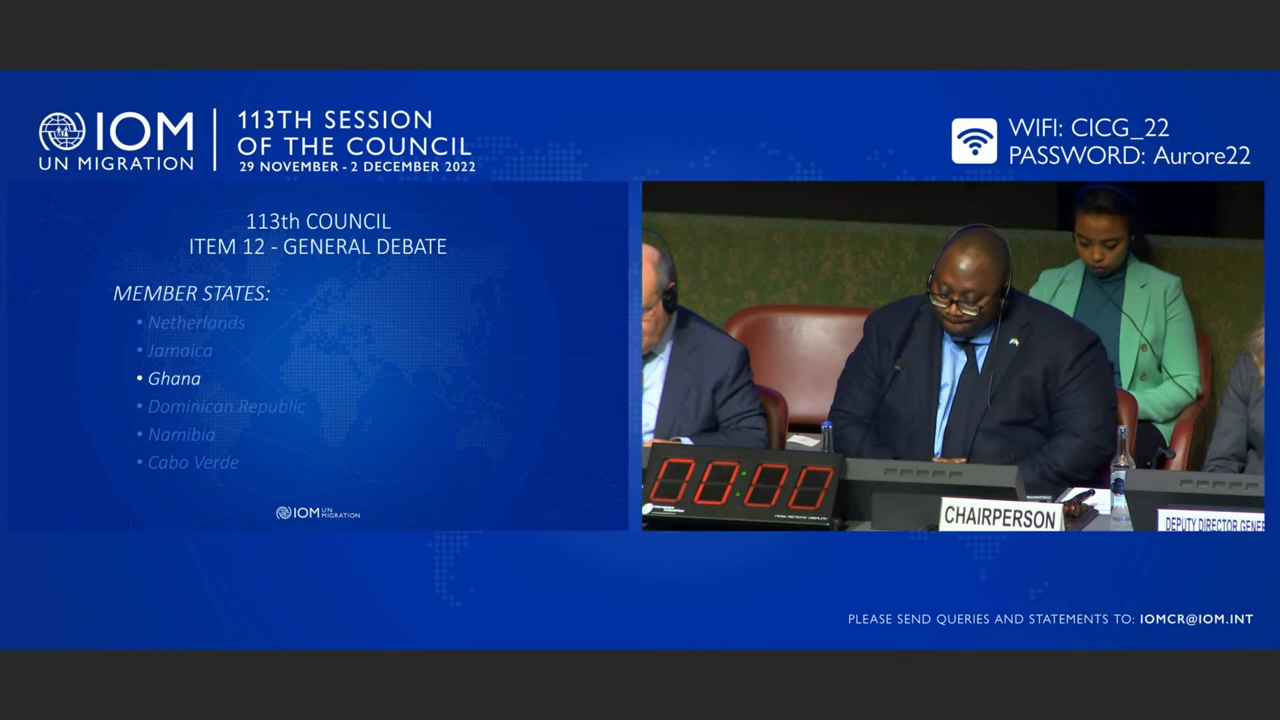 IOM
UN MIGRATION
113TH SESSION
OF THE COUNCIL
29 NOVEMBER - 2 DECEMBER 2022
WIFI: CICG_22
PASSWORD: Aurore22
113th COUNCIL
ITEM 12 - GENERAL DEBATE
MEMBER STATES:
• Netherlands
• Jamaica
• Ghana
• Dominican Republic
• Namibia
• Cabo Verde
IOM UN MIGRATION
00:00
CHAIRPERSON
DEPUTY DIRECTOR GENE
PLEASE SEND QUERIES AND STATEMENTS TO: IOMCR@IOM.INT